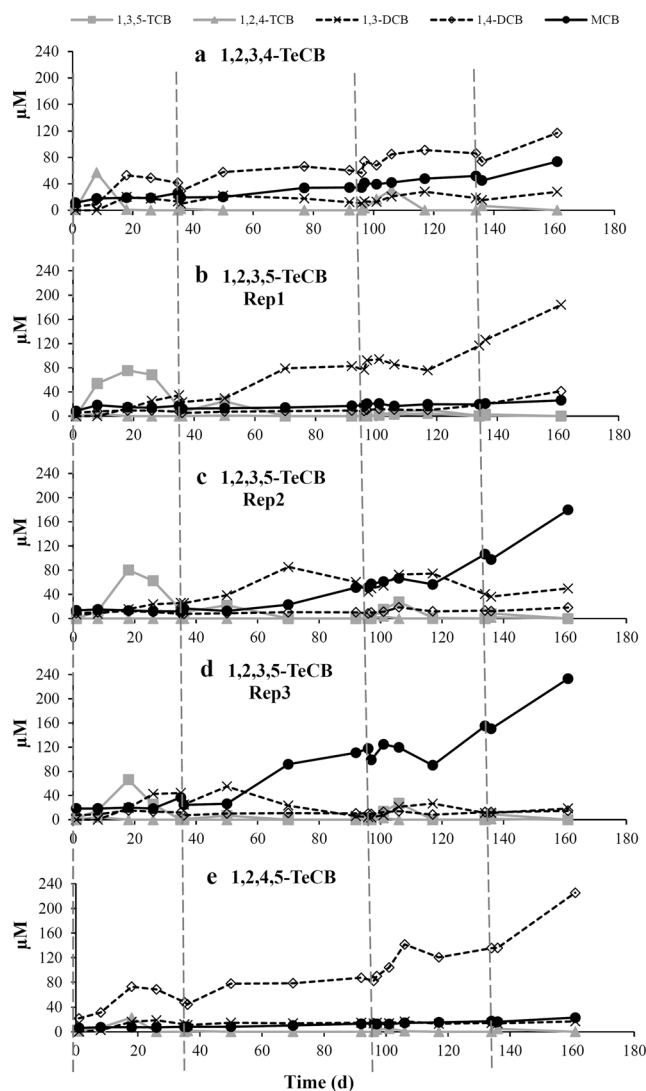 1,3,5-TCB 1,2,4-TCB 1,3-DCB 1,4-DCB MCB
a 1,2,3,4-TeCB
µM
240
200
160
120
80
40
0
0 20 40 60 80 100 120 140 160 180
b 1,2,3,5-TeCB
Rep1
µM
240
200
160
120
80
40
0
0 20 40 60 80 100 120 140 160 180
c 1,2,3,5-TeCB
Rep2
µM
240
200
160
120
80
40
0
0 20 40 60 80 100 120 140 160 180
d 1,2,3,5-TeCB
Rep3
µM
240
200
160
120
80
40
0
0 20 40 60 80 100 120 140 160 180
e 1,2,4,5-TeCB
µM
240
200
160
120
80
40
0
0 20 40 60 80 100 120 140 160 180
Time (d)